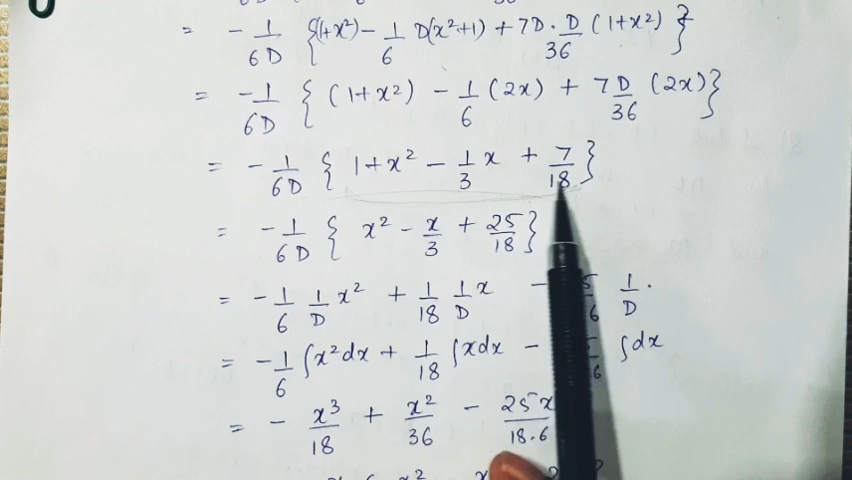 = - 1/6D {(1+x²) - 1/6 D(x²+1) + 7D·D/36 (1+x²)}
= - 1/6D {(1+x²) - 1/6 (2x) + 7D/36 (2x)}
= - 1/6D {1+x² - 1/3 x + 7/18}
= - 1/6D {x² - x/3 + 25/18}
= - 1/6 1/D x² + 1/18 1/D x - 1/D ·
= - 1/6 ∫x²dx + 1/18 ∫xdx - ∫dx
= - x³/18 + x²/36 - 25x/18·6